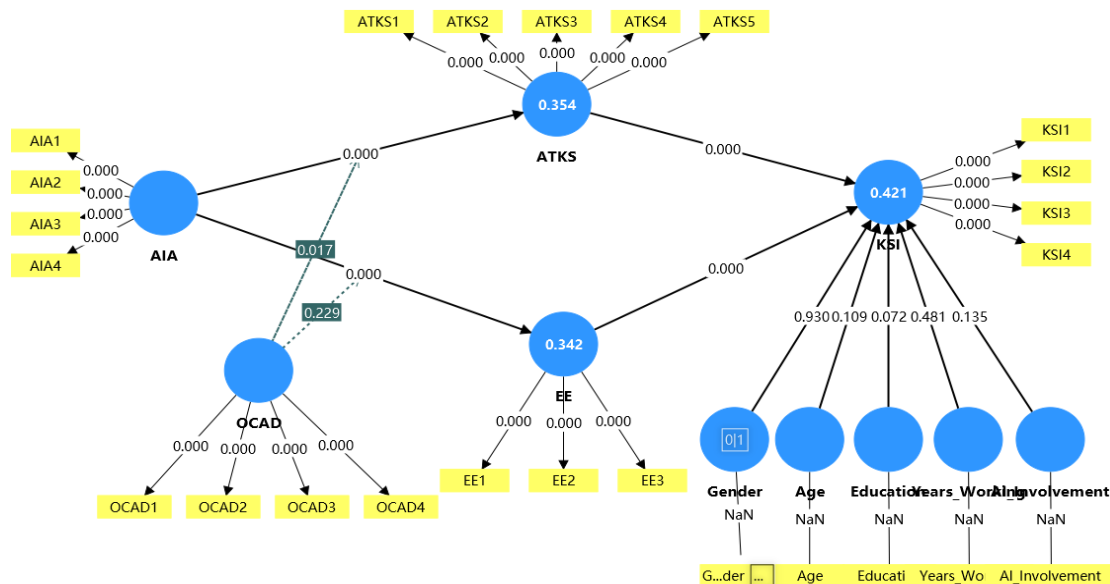 ATKS1 ATKS2 ATKS3 ATKS4 ATKS5
0.000 0.000 0.000 0.000 0.000
0.354
ATKS
AIA1
AIA2
AIA3
AIA4
0.000
0.000
0.000
0.000
AIA
0.000
0.000
0.017
0.229
0.000
0.000
KSI1
KSI2
KSI3
KSI4
0.000
0.000
0.000
0.000
0.421
KSI
0.342
EE
0.000 0.000 0.000
EE1 EE2 EE3
OCAD
0.000 0.000 0.000 0.000
OCAD1 OCAD2 OCAD3 OCAD4
0.930 0.109 0.072 0.481 0.135
0|1
Gender Age Education Years_Working AI_Involvement
NaN NaN NaN NaN NaN
G...der ... Age Educati Years_Wo AI_Involvement